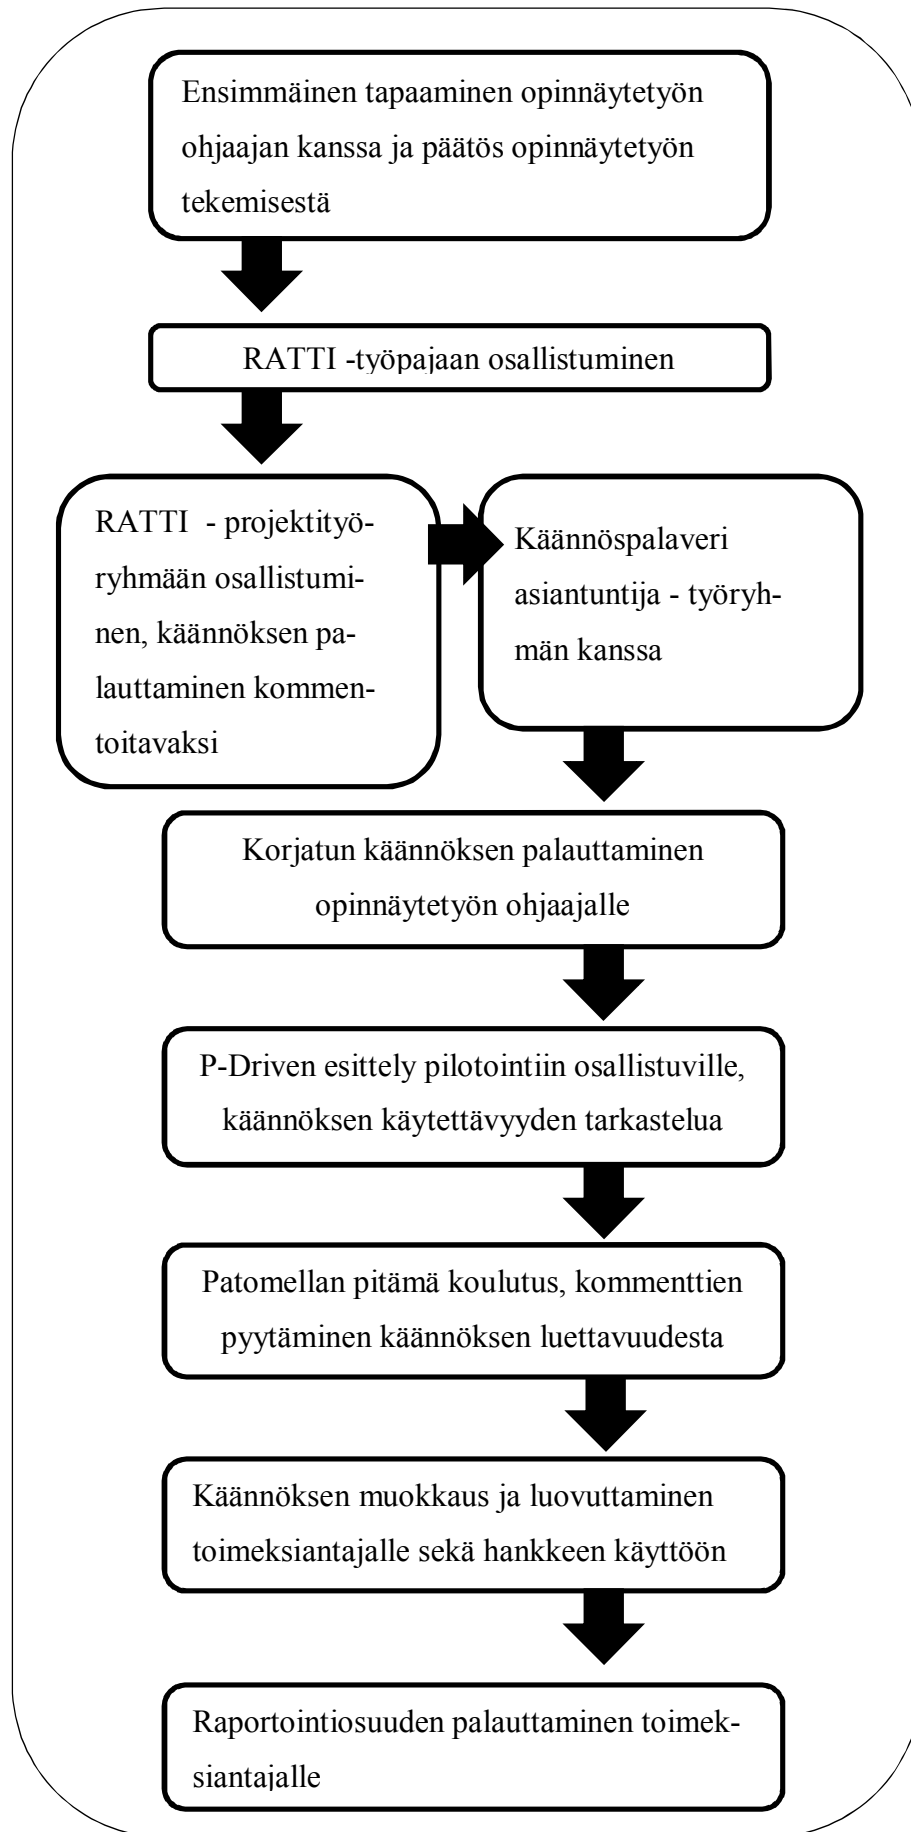 Ensimmäinen tapaaminen opinnäytetyön
ohjaajan kanssa ja päätös opinnäytetyön
tekemisestä
RATTI -työpajaan osallistuminen
RATTI - projektityö-
ryhmään osallistumi-
nen, käännöksen pa-
lauttaminen kommen-
toitavaksi
Käännöspalaveri
asiantuntija - työryh-
män kanssa
Korjatun käännöksen palauttaminen
opinnäytetyön ohjaajalle
P-Driven esittely pilotointiin osallistuville,
käännöksen käytettävyyden tarkastelua
Patomellan pitämä koulutus, kommenttien
pyytäminen käännöksen luettavuudesta
Käännöksen muokkaus ja luovuttaminen
toimeksiantajalle sekä hankkeen käyttöön
Raportointiosuuden palauttaminen toimek-
siantajalle